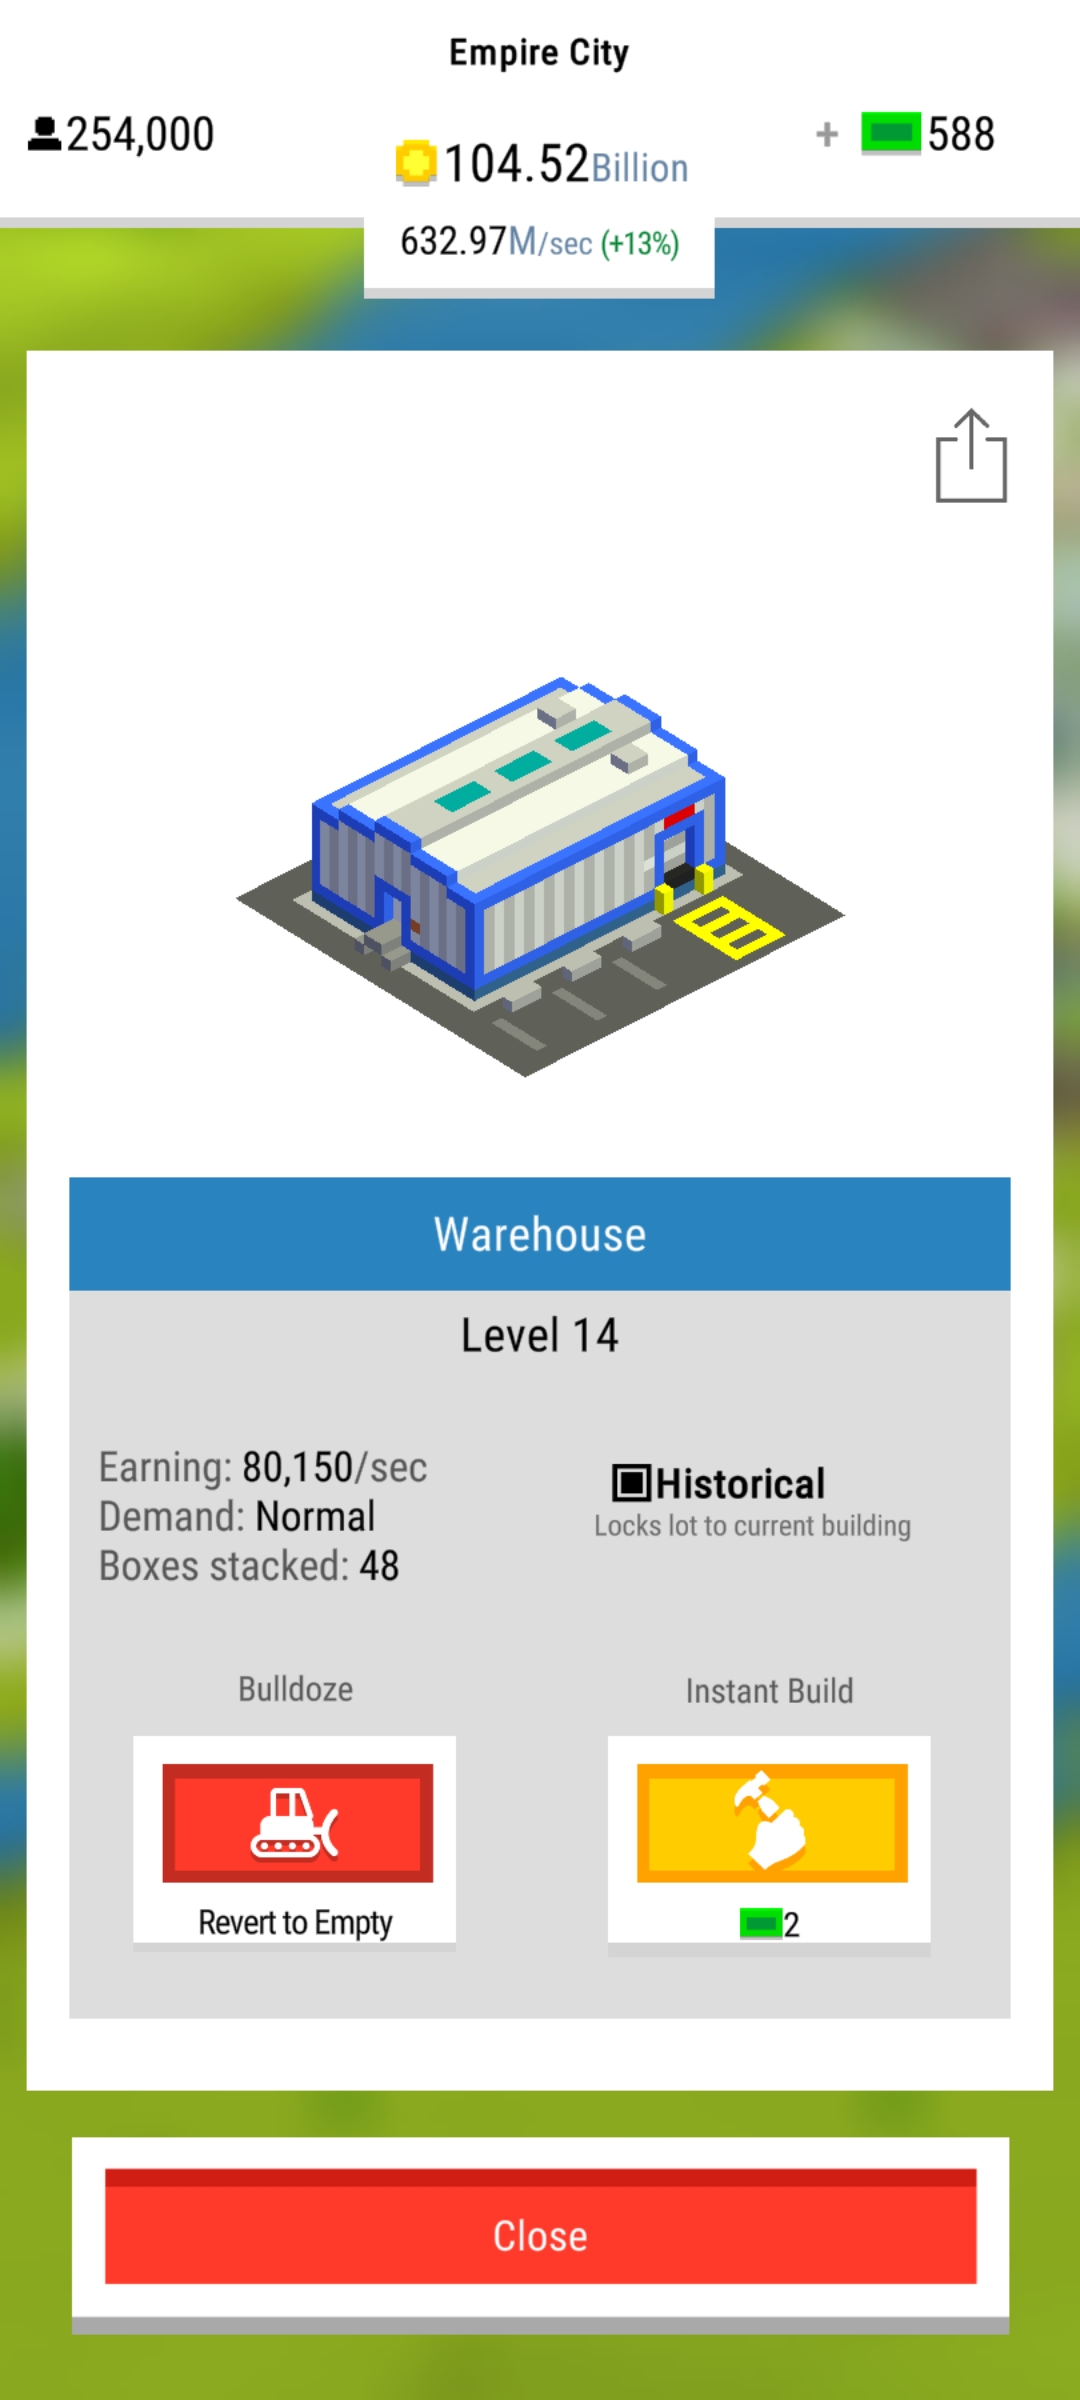 Empire City
254,000
104.52Billion
+ 588
632.97M/sec (+13%)
Warehouse
Level 14
Earning: 80,150/sec
Demand: Normal
Boxes stacked: 48
Historical
Locks lot to current building
Bulldoze
Instant Build
Revert to Empty
2
Close